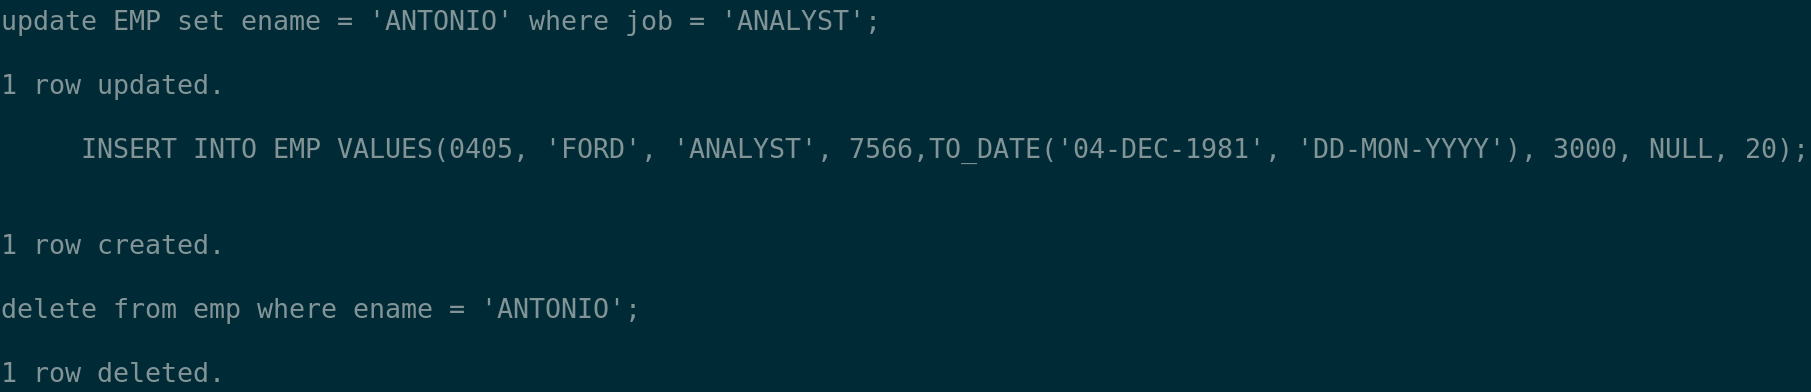 update EMP set ename = 'ANTONIO' where job = 'ANALYST';
1 row updated.
INSERT INTO EMP VALUES(0405, 'FORD', 'ANALYST', 7566,TO_DATE('04-DEC-1981', 'DD-MON-YYYY'), 3000, NULL, 20);
1 row created.
delete from emp where ename = 'ANTONIO';
1 row deleted.